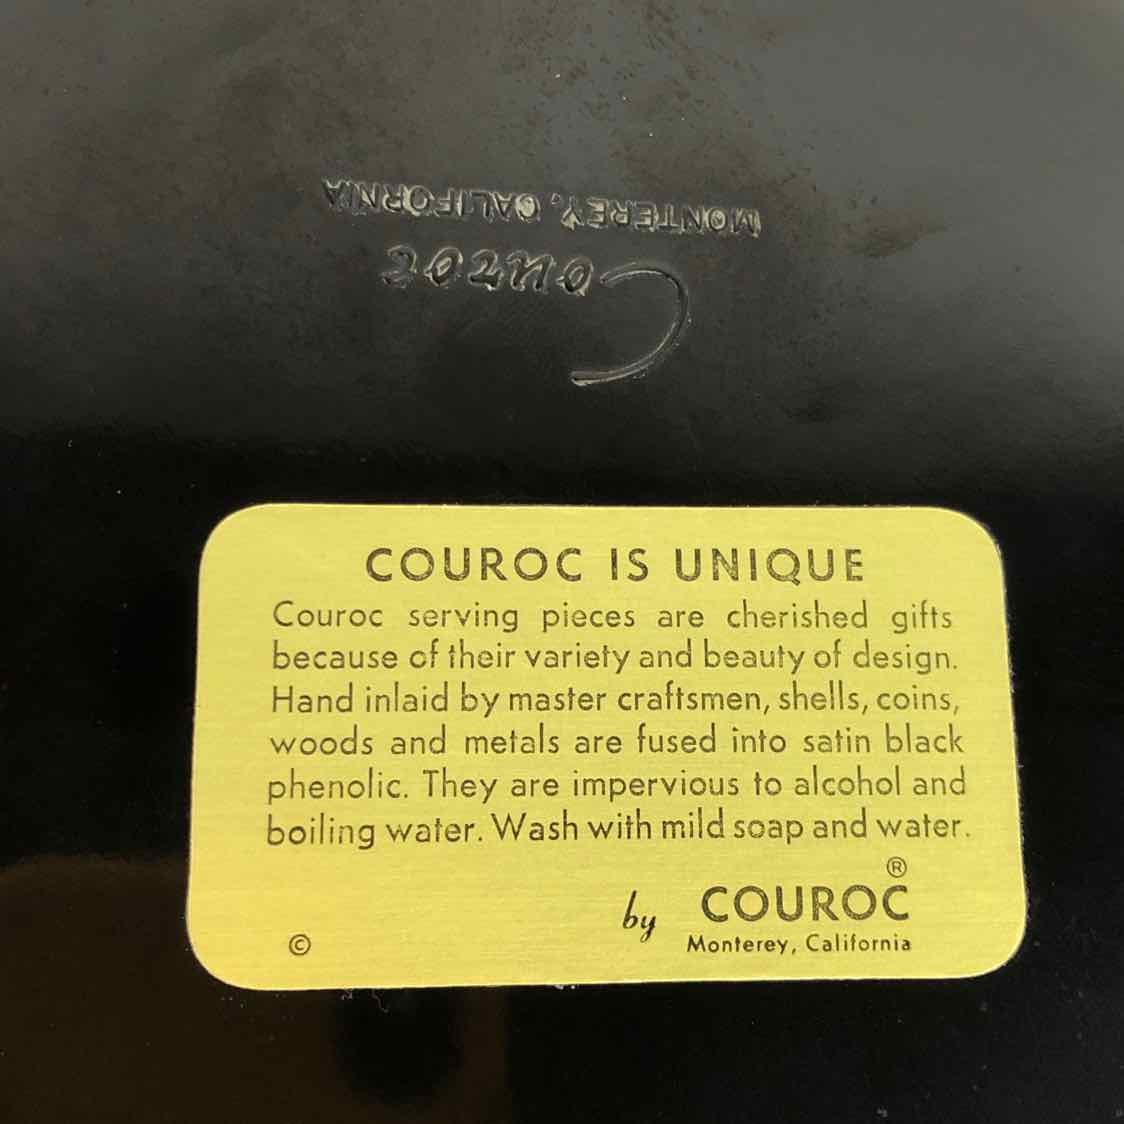 MONTEREY, CALIFORNIA
Couroc
COUROC IS UNIQUE
Couroc serving pieces are cherished gifts
because of their variety and beauty of design.
Hand inlaid by master craftsmen, shells, coins,
woods and metals are fused into satin black
phenolic. They are impervious to alcohol and
boiling water. Wash with mild soap and water.
®
by COUROC
© Monterey, California